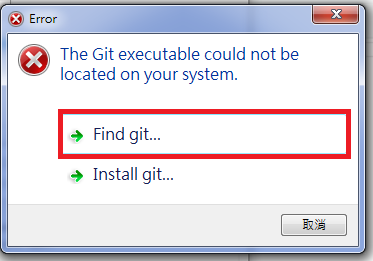 Error
The Git executable could not be
located on your system.
Find git...
Install git...
取消